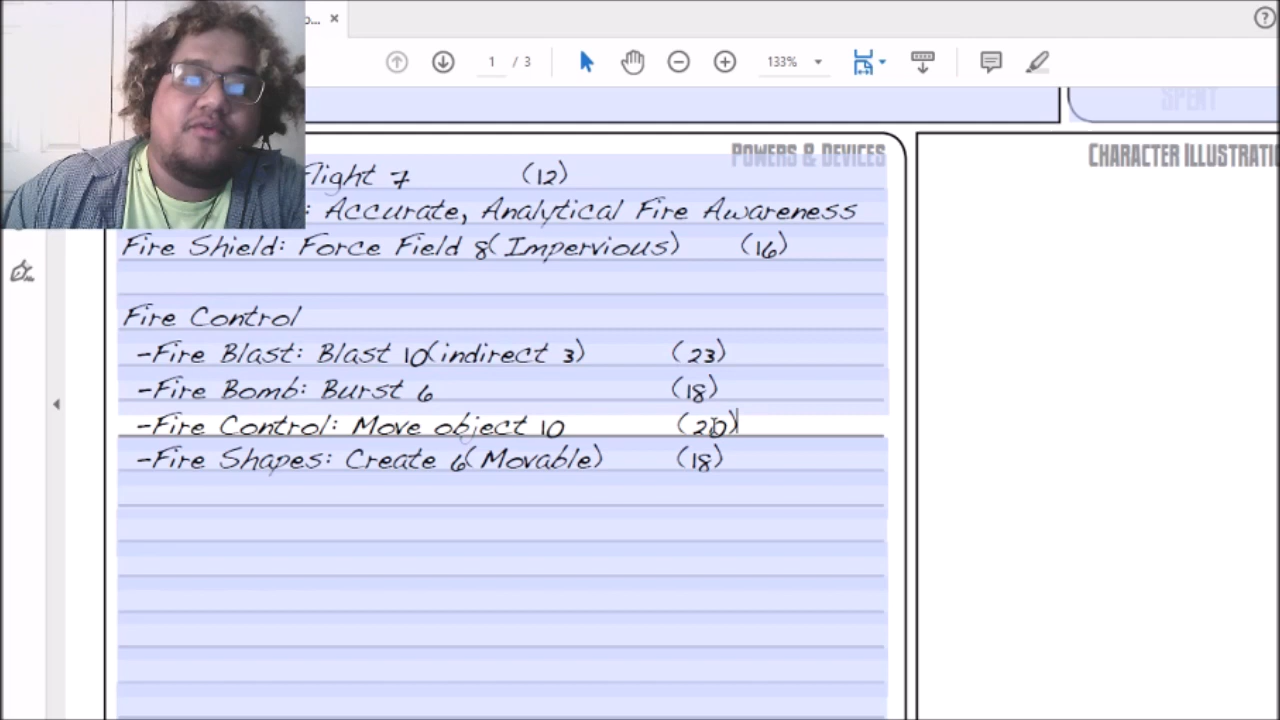 o... ×
1 / 3 133%
SPENT
POWERS & DEVICES
CHARACTER ILLUSTRATI
Flight 7 (12)
: Accurate, Analytical Fire Awareness
Fire Shield: Force Field 8(Impervious) (16)
Fire Control
-Fire Blast: Blast 10(indirect 3) (23)
-Fire Bomb: Burst 6 (18)
-Fire Control: Move object 10 (20)
-Fire Shapes: Create 6(Movable) (18)